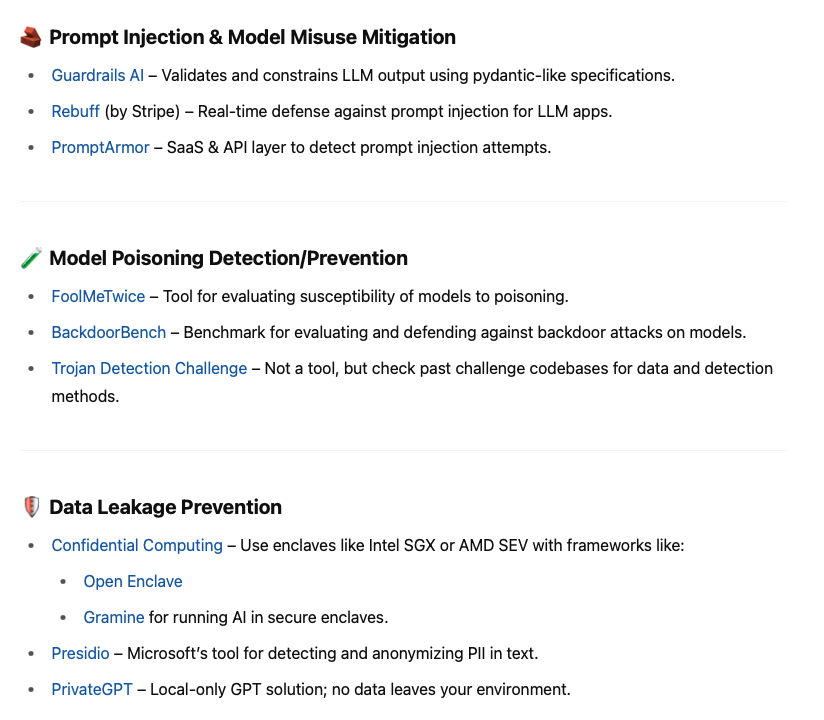 Prompt Injection & Model Misuse Mitigation
• Guardrails AI – Validates and constrains LLM output using pydantic-like specifications.
• Rebuff (by Stripe) – Real-time defense against prompt injection for LLM apps.
• PromptArmor – SaaS & API layer to detect prompt injection attempts.
Model Poisoning Detection/Prevention
• FoolMeTwice – Tool for evaluating susceptibility of models to poisoning.
• BackdoorBench – Benchmark for evaluating and defending against backdoor attacks on models.
• Trojan Detection Challenge – Not a tool, but check past challenge codebases for data and detection
methods.
Data Leakage Prevention
• Confidential Computing – Use enclaves like Intel SGX or AMD SEV with frameworks like:
• Open Enclave
• Gramine for running AI in secure enclaves.
• Presidio – Microsoft’s tool for detecting and anonymizing PII in text.
• PrivateGPT – Local-only GPT solution; no data leaves your environment.